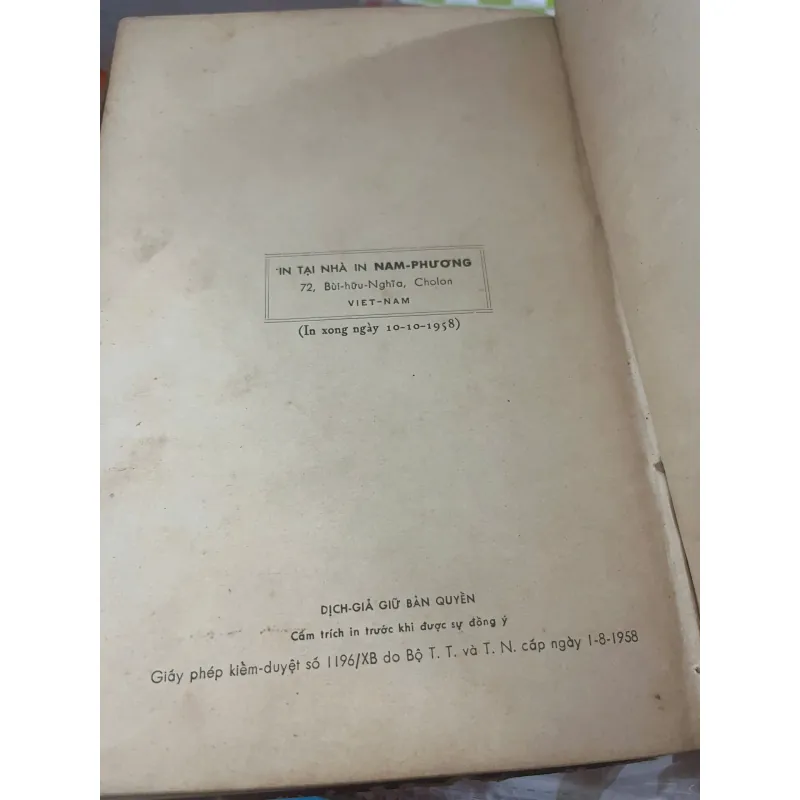 IN TẠI NHÀ IN NAM-PHƯƠNG
72, Bùi-hữu-Nghĩa, Cholon
VIET-NAM
(In xong ngày 10-10-1958)
DỊCH-GIẢ GIỮ BẢN QUYỀN
Cấm trích in trước khi được sự đồng ý
Giấy phép kiểm-duyệt số 1196/XB do Bộ T. T. và T. N. cấp ngày 1-8-1958